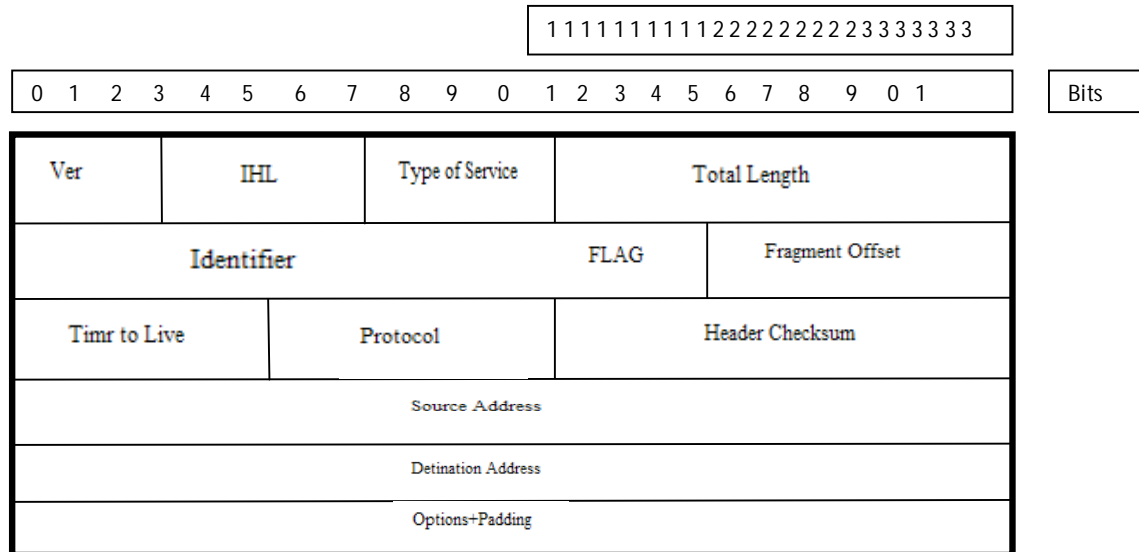 1 1 1 1 1 1 1 1 1 1 2 2 2 2 2 2 2 2 2 3 3 3 3 3 3 3
0 1 2 3 4 5 6 7 8 9 0 1 2 3 4 5 6 7 8 9 0 1 Bits
Ver IHL Type of Service Total Length
Identifier FLAG Fragment Offset
Timr to Live Protocol Header Checksum
Source Address
Detination Address
Options+Padding